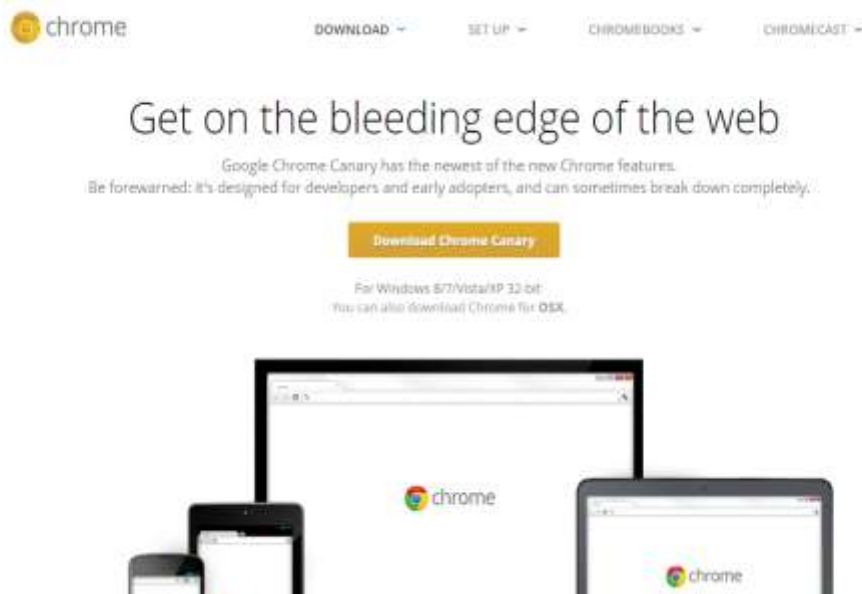 chrome
DOWNLOAD SET UP CHROMEBOOKS CHROMECAST
Get on the bleeding edge of the web
Google Chrome Canary has the newest of the new Chrome features.
Be forewarned: it's designed for developers and early adopters, and can sometimes break down completely.
Download Chrome Canary
For Windows 8/7/Vista/XP 32-bit
You can also download Chrome for OSX.
chrome
chrome